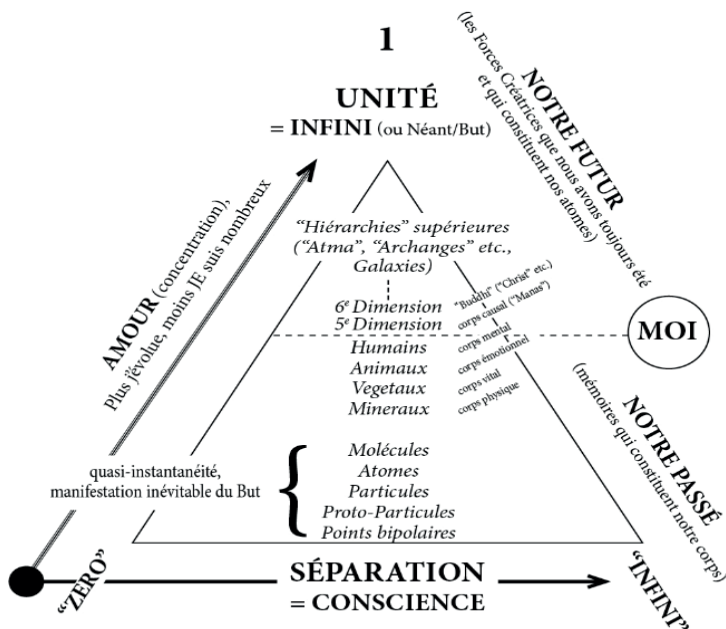 1
UNITÉ
= INFINI (ou Néant/But)
NOTRE FUTUR
(les Forces Créatrices que nous avons toujours été
et qui constituent nos atomes)
AMOUR (concentration),
Plus j'évolue, moins JE suis nombreux
“Hiérarchies” supérieures
(“Atma”, “Archanges” etc.,
Galaxies)
6e Dimension
“Buddhi” (“Christ” etc.)
5e Dimension
corps causal (“Manas”)
MOI
Humains
corps mental
Animaux
corps émotionnel
Vegetaux
corps vital
Mineraux
corps physique
NOTRE PASSÉ
(mémoires qui constituent notre corps)
quasi-instantanéité,
manifestation inévitable du But
Molécules
Atomes
Particules
Proto-Particules
Points bipolaires
“ZERO”
SÉPARATION
= CONSCIENCE
“INFINI”